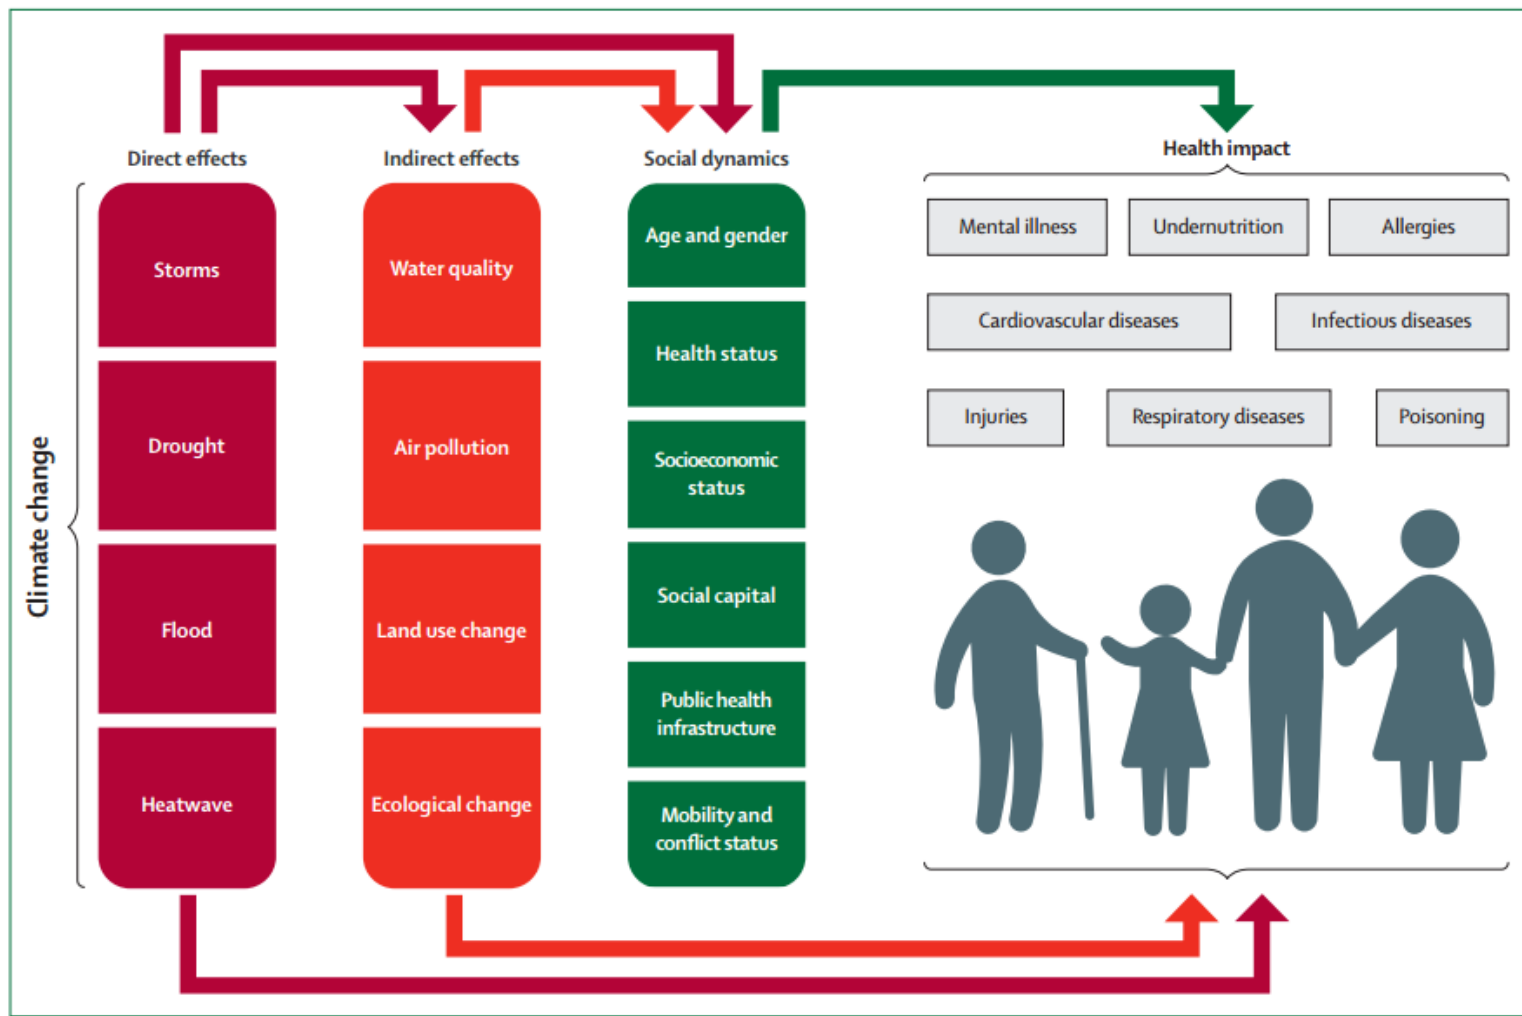 Direct effects
Indirect effects
Social dynamics
Health impact
Climate change
Storms
Drought
Flood
Heatwave
Water quality
Air pollution
Land use change
Ecological change
Age and gender
Health status
Socioeconomic
status
Social capital
Public health
infrastructure
Mobility and
conflict status
Mental illness
Undernutrition
Allergies
Cardiovascular diseases
Infectious diseases
Injuries
Respiratory diseases
Poisoning